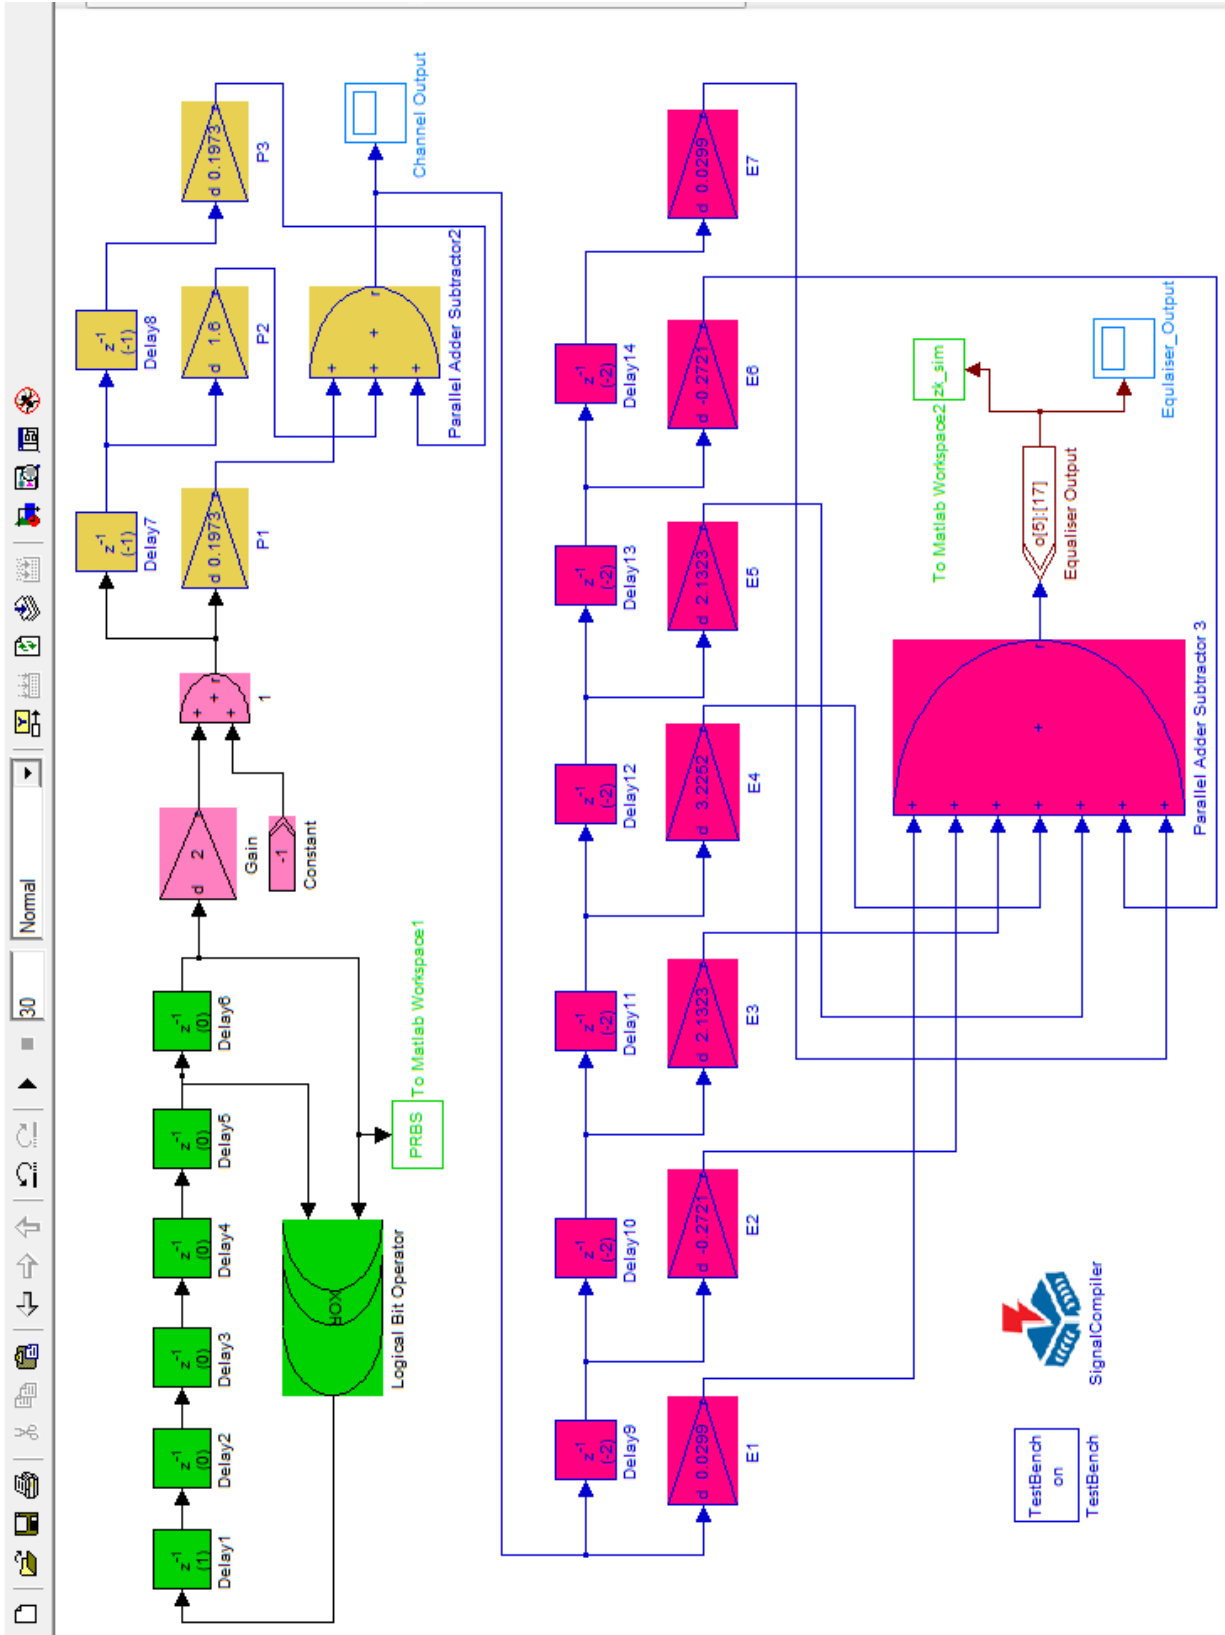 30
Normal
z⁻¹
(1)
Delay1
z⁻¹
(0)
Delay2
z⁻¹
(0)
Delay3
z⁻¹
(0)
Delay4
z⁻¹
(0)
Delay5
z⁻¹
(0)
Delay6
XOR
Logical Bit Operator
PRBS
To Matlab Workspace1
d 2
Gain
-1
Constant
+
+
+ r
1
z⁻¹
(-1)
Delay7
z⁻¹
(-1)
Delay8
d 0.1973
P1
d 1.6
P2
d 0.1973
P3
+
+
+
+
r
Parallel Adder Subtractor2
Channel Output
z⁻¹
(-2)
Delay9
z⁻¹
(-2)
Delay10
z⁻¹
(-2)
Delay11
z⁻¹
(-2)
Delay12
z⁻¹
(-2)
Delay13
z⁻¹
(-2)
Delay14
d 0.0299
E1
d -0.2721
E2
d 2.1323
E3
d 3.2252
E4
d 2.1323
E5
d -0.2721
E6
d 0.0299
E7
+
+
+
+
+
+
+
+
r
Parallel Adder Subtractor 3
o[5]:[17]
Equaliser Output
zk_sim
To Matlab Workspace2
Equlaiser_Output
TestBench
on
TestBench
SignalCompiler